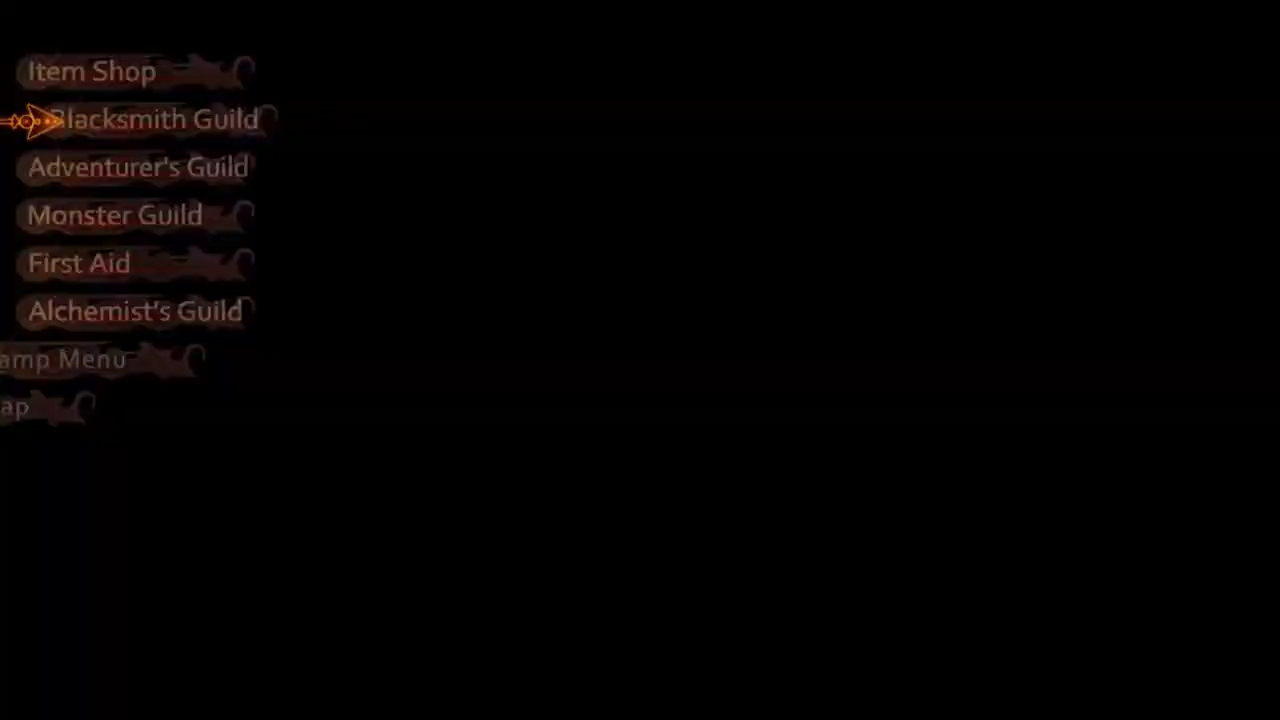 Item Shop
Blacksmith Guild
Adventurer's Guild
Monster Guild
First Aid
Alchemist's Guild
amp Menu
ap